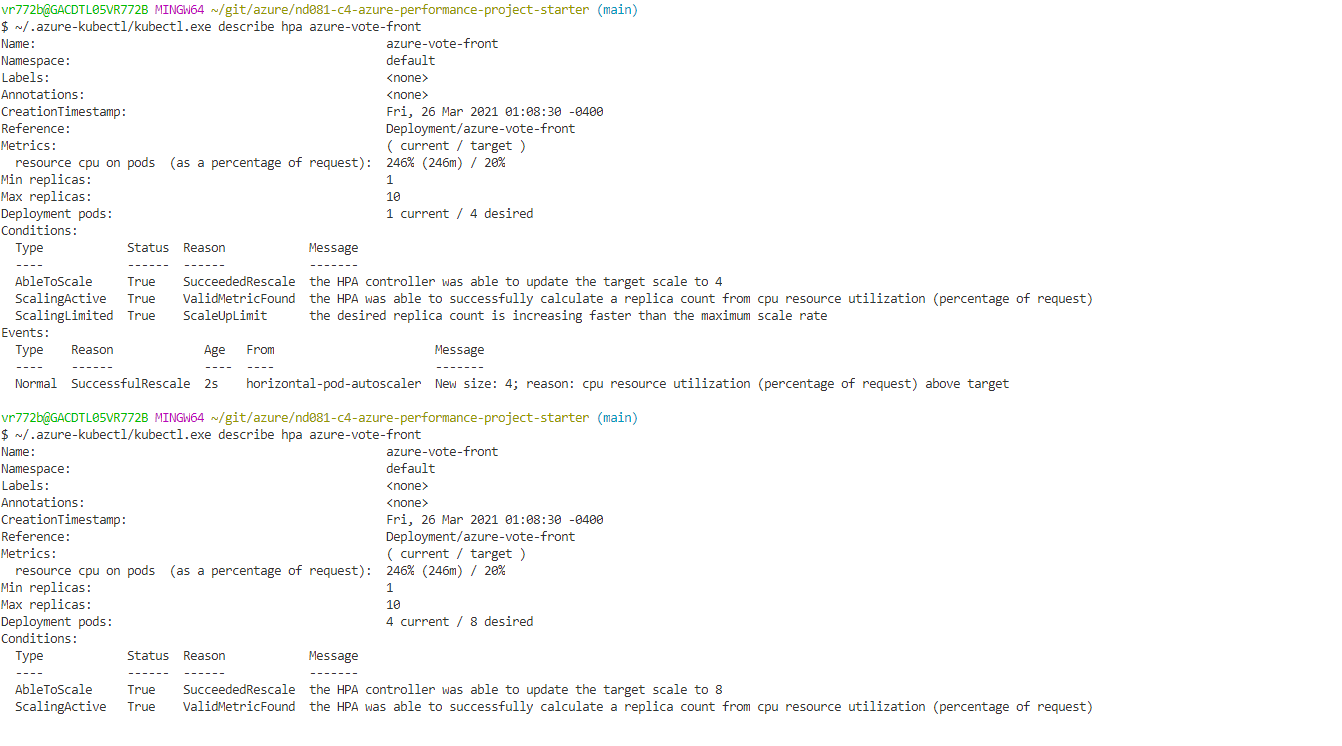 vr772b@GACDTL05VR772B MINGW64 ~/git/azure/nd081-c4-azure-performance-project-starter (main)
$ ~/.azure-kubectl/kubectl.exe describe hpa azure-vote-front
Name: azure-vote-front
Namespace: default
Labels: <none>
Annotations: <none>
CreationTimestamp: Fri, 26 Mar 2021 01:08:30 -0400
Reference: Deployment/azure-vote-front
Metrics: ( current / target )
  resource cpu on pods  (as a percentage of request):  246% (246m) / 20%
Min replicas: 1
Max replicas: 10
Deployment pods: 1 current / 4 desired
Conditions:
  Type            Status  Reason            Message
  ----            ------  ------            -------
  AbleToScale     True    SucceededRescale  the HPA controller was able to update the target scale to 4
  ScalingActive   True    ValidMetricFound  the HPA was able to successfully calculate a replica count from cpu resource utilization (percentage of request)
  ScalingLimited  True    ScaleUpLimit      the desired replica count is increasing faster than the maximum scale rate
Events:
  Type    Reason             Age   From                       Message
  ----    ------             ----  ----                       -------
  Normal  SuccessfulRescale  2s    horizontal-pod-autoscaler  New size: 4; reason: cpu resource utilization (percentage of request) above target
vr772b@GACDTL05VR772B MINGW64 ~/git/azure/nd081-c4-azure-performance-project-starter (main)
$ ~/.azure-kubectl/kubectl.exe describe hpa azure-vote-front
Name: azure-vote-front
Namespace: default
Labels: <none>
Annotations: <none>
CreationTimestamp: Fri, 26 Mar 2021 01:08:30 -0400
Reference: Deployment/azure-vote-front
Metrics: ( current / target )
  resource cpu on pods  (as a percentage of request):  246% (246m) / 20%
Min replicas: 1
Max replicas: 10
Deployment pods: 4 current / 8 desired
Conditions:
  Type            Status  Reason            Message
  ----            ------  ------            -------
  AbleToScale     True    SucceededRescale  the HPA controller was able to update the target scale to 8
  ScalingActive   True    ValidMetricFound  the HPA was able to successfully calculate a replica count from cpu resource utilization (percentage of request)